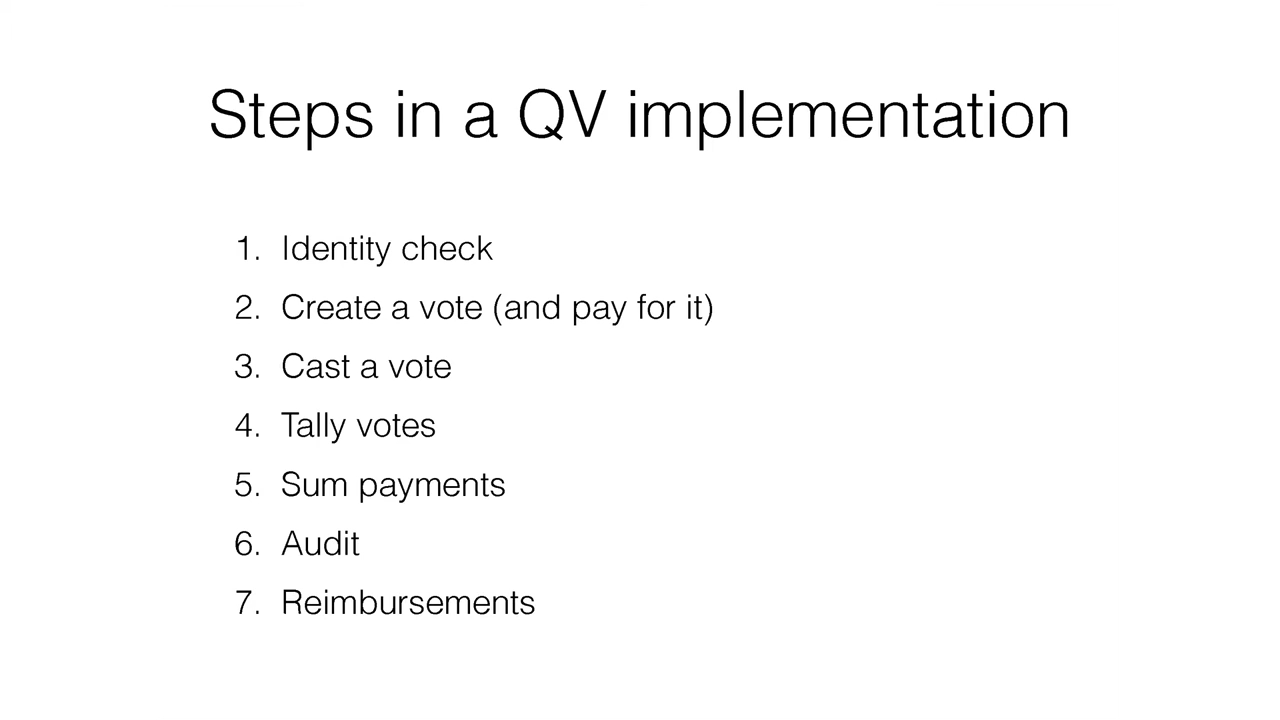 Steps in a QV implementation
1. Identity check
2. Create a vote (and pay for it)
3. Cast a vote
4. Tally votes
5. Sum payments
6. Audit
7. Reimbursements